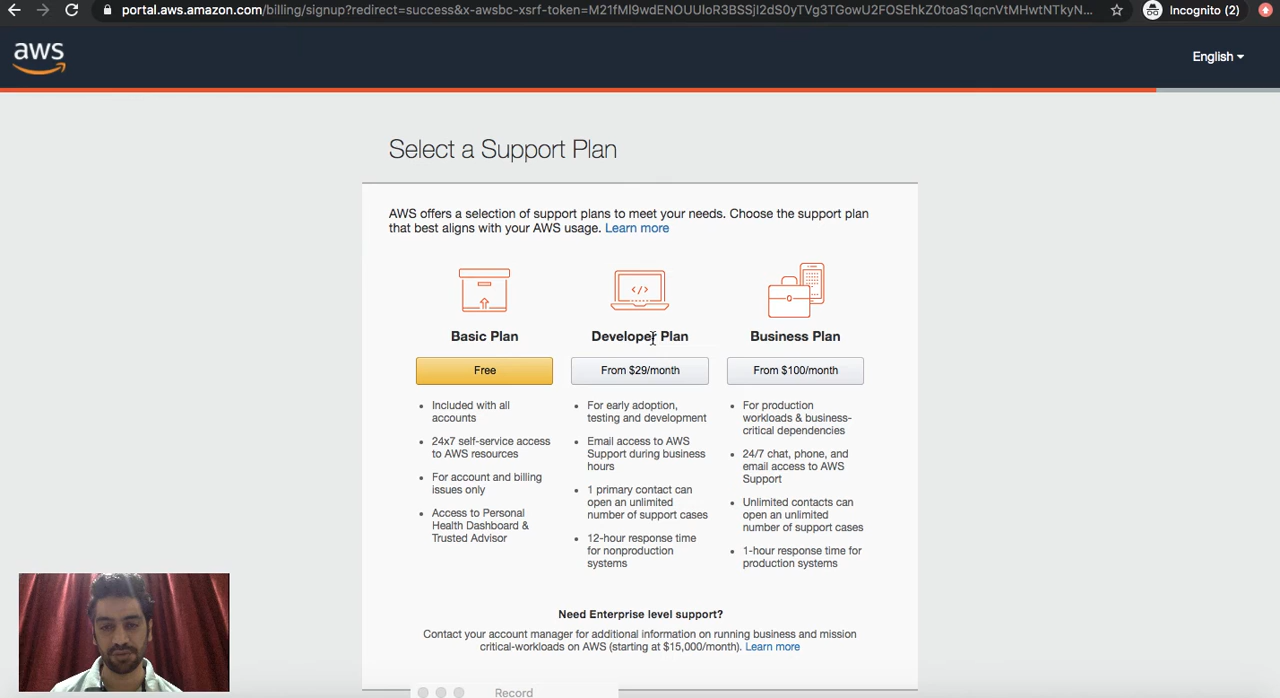 portal.aws.amazon.com/billing/signup?redirect=success&x-awsbc-xsrf-token=
Incognito (2)
aws
English
Select a Support Plan
AWS offers a selection of support plans to meet your needs. Choose the support plan
that best aligns with your AWS usage. Learn more
</>
Basic Plan
Free
• Included with all
accounts
• 24x7 self-service access
to AWS resources
• For account and billing
issues only
• Access to Personal
Health Dashboard &
Trusted Advisor
Developer Plan
From $29/month
• For early adoption,
testing and development
• Email access to AWS
Support during business
hours
• 1 primary contact can
open an unlimited
number of support cases
• 12-hour response time
for nonproduction
systems
Business Plan
From $100/month
• For production
workloads & business-
critical dependencies
• 24/7 chat, phone, and
email access to AWS
Support
• Unlimited contacts can
open an unlimited
number of support cases
• 1-hour response time for
production systems
Need Enterprise level support?
Contact your account manager for additional information on running business and mission
critical-workloads on AWS (starting at $15,000/month). Learn more
Record